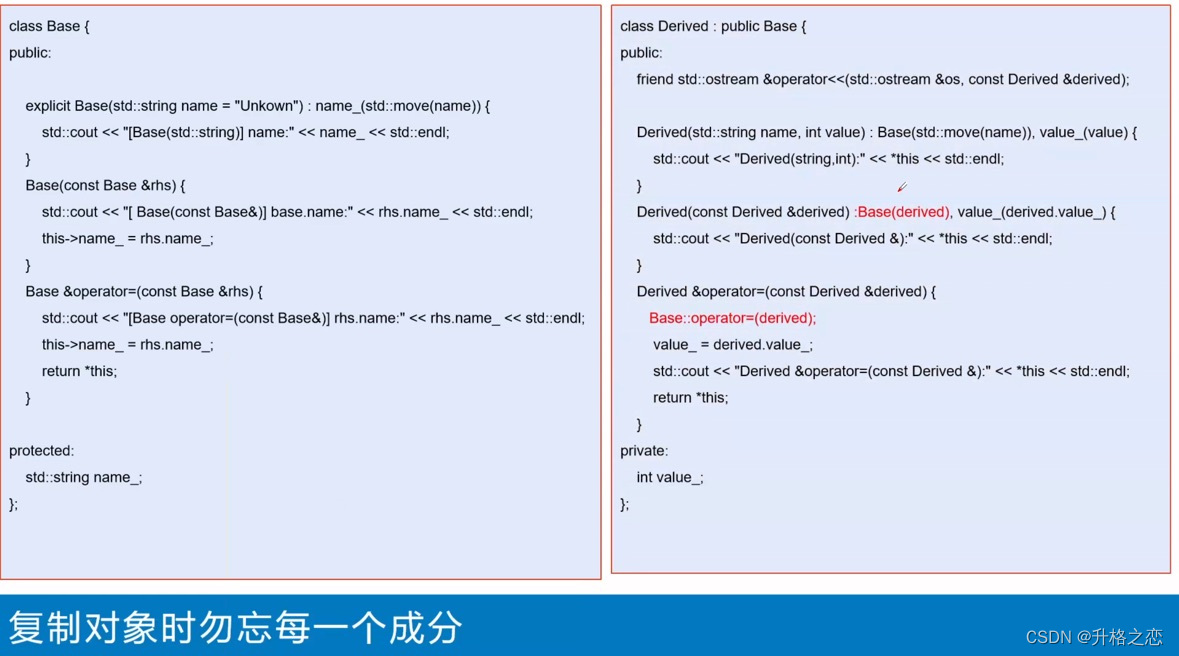 class Base {
public:
explicit Base(std::string name = "Unkown") : name_(std::move(name)) {
std::cout << "[Base(std::string)] name:" << name_ << std::endl;
}
Base(const Base &rhs) {
std::cout << "[ Base(const Base&)] base.name:" << rhs.name_ << std::endl;
this->name_ = rhs.name_;
}
Base &operator=(const Base &rhs) {
std::cout << "[Base operator=(const Base&)] rhs.name:" << rhs.name_ << std::endl;
this->name_ = rhs.name_;
return *this;
}
protected:
std::string name_;
};
class Derived : public Base {
public:
friend std::ostream &operator<<(std::ostream &os, const Derived &derived);
Derived(std::string name, int value) : Base(std::move(name)), value_(value) {
std::cout << "Derived(string,int):" << *this << std::endl;
}
Derived(const Derived &derived) :Base(derived), value_(derived.value_) {
std::cout << "Derived(const Derived &):" << *this << std::endl;
}
Derived &operator=(const Derived &derived) {
Base::operator=(derived);
value_ = derived.value_;
std::cout << "Derived &operator=(const Derived &):" << *this << std::endl;
return *this;
}
private:
int value_;
};
复制对象时勿忘每一个成分
CSDN @升格之恋